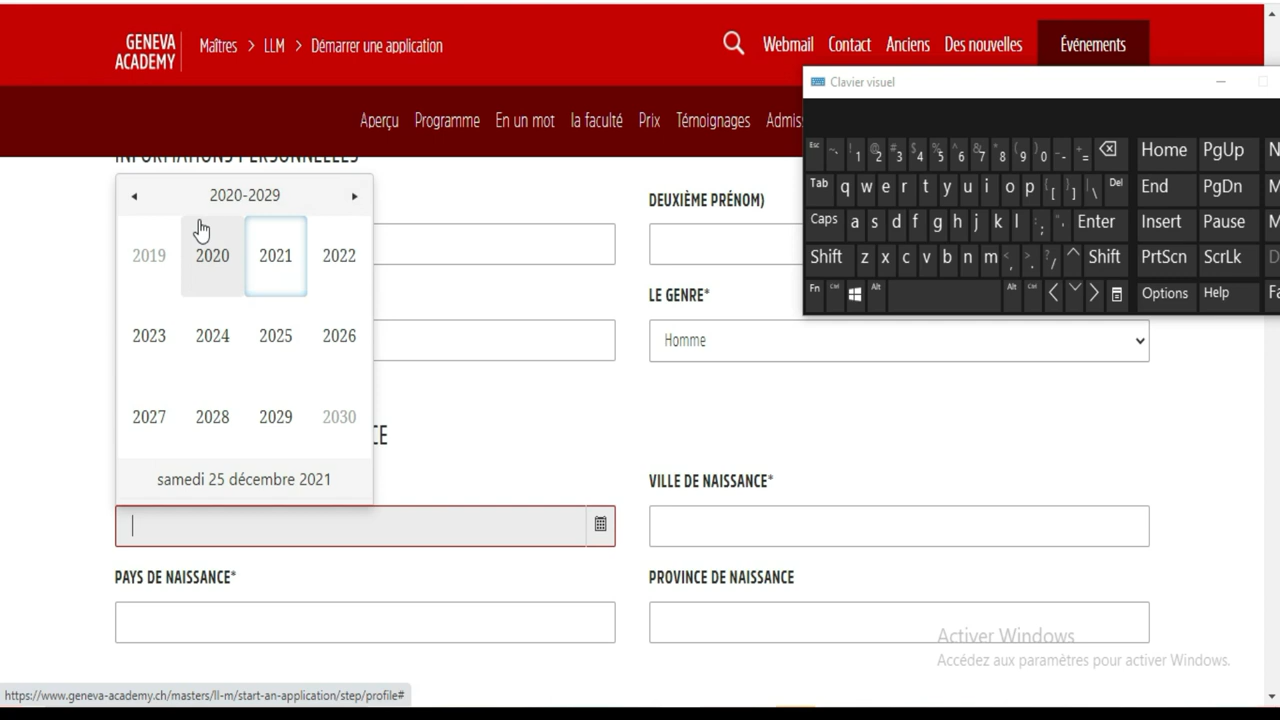 GENEVA ACADEMY
Maîtres > LLM > Démarrer une application
Webmail Contact Anciens Des nouvelles Événements
Clavier visuel
Aperçu Programme En un mot la faculté Prix Témoignages Admis
INFORMATIONS PERSONNELLES
2020-2029
2019 2020 2021 2022
2023 2024 2025 2026
2027 2028 2029 2030
samedi 25 décembre 2021
DEUXIÈME PRÉNOM)
LE GENRE*
Homme
CE
VILLE DE NAISSANCE*
PAYS DE NAISSANCE*
PROVINCE DE NAISSANCE
Esc ~ ` ! 1 @ 2 # 3 $ 4 % 5 ^ 6 & 7 * 8 ( 9 ) 0 _ - + = Home PgUp N
Tab q w e r t y u i o p { [ } ] | \ Del End PgDn M
Caps a s d f g h j k l : ; " ' Enter Insert Pause M
Shift z x c v b n m < , > . ? / ^ Shift PrtScn ScrLk D
Fn Ctrl Alt Alt Ctrl < > Options Help Fa
Activer Windows
Accédez aux paramètres pour activer Windows.
https://www.geneva-academy.ch/masters/ll-m/start-an-application/step/profile#